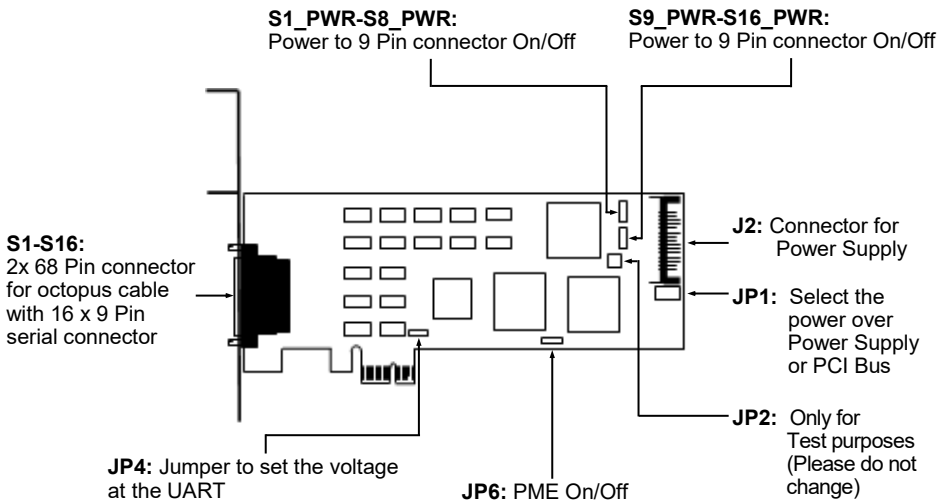 S1_PWR-S8_PWR:
Power to 9 Pin connector On/Off
S9_PWR-S16_PWR:
Power to 9 Pin connector On/Off
S1-S16:
2x 68 Pin connector
for octopus cable
with 16 x 9 Pin
serial connector
J2: Connector for
Power Supply
JP1: Select the
power over
Power Supply
or PCI Bus
JP2: Only for
Test purposes
(Please do not
change)
JP4: Jumper to set the voltage
at the UART
JP6: PME On/Off